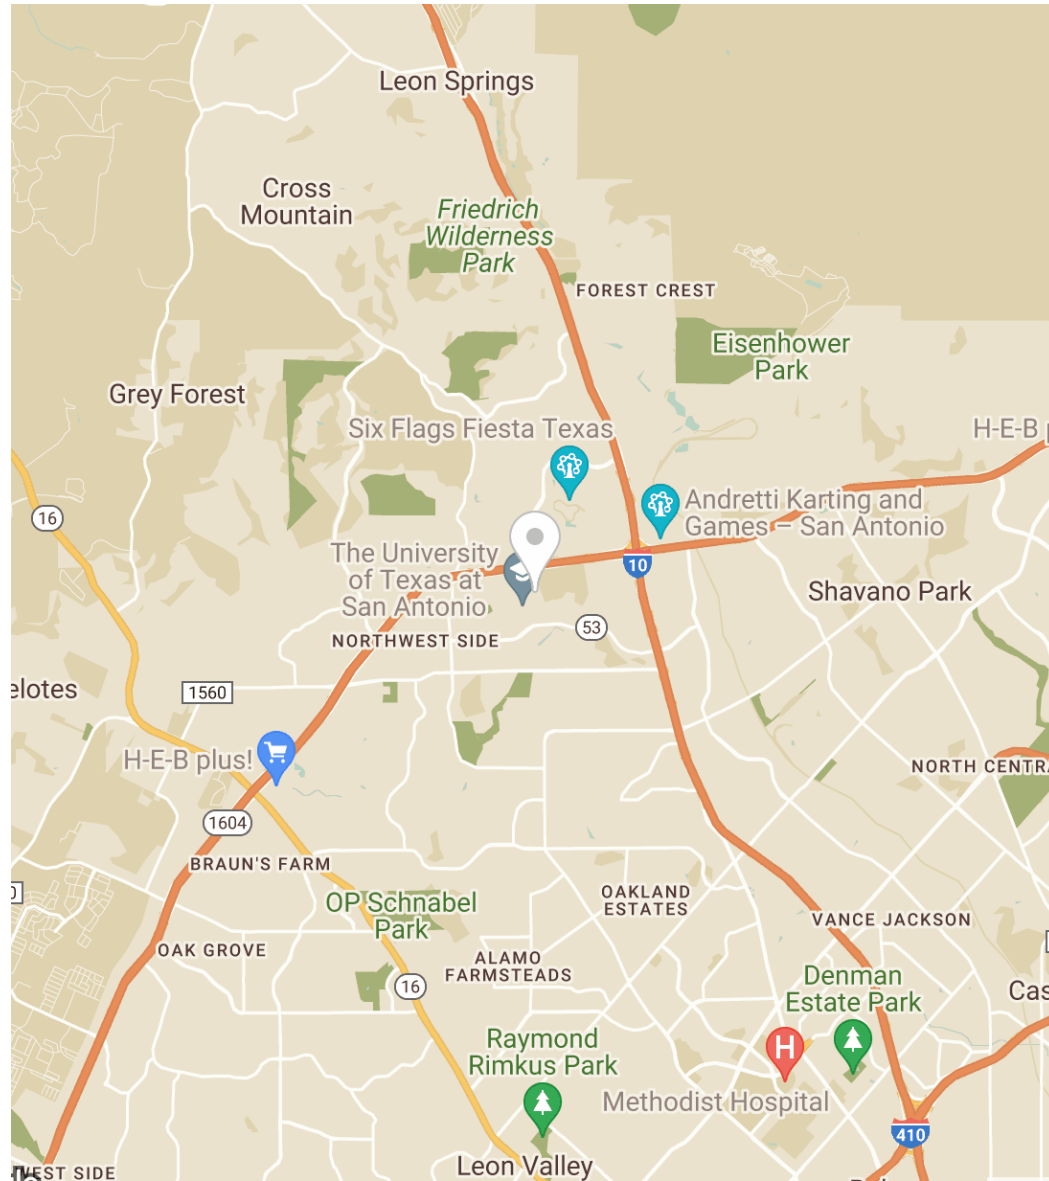 Leon Springs
Cross
Mountain
Friedrich
Wilderness
Park
FOREST CREST
Eisenhower
Park
Grey Forest
Six Flags Fiesta Texas
H-E-B p
16
Andretti Karting and
Games – San Antonio
The University
of Texas at
San Antonio
10
Shavano Park
53
NORTHWEST SIDE
elotes
1560
H-E-B plus!
NORTH CENTRA
1604
BRAUN'S FARM
OAKLAND
ESTATES
OP Schnabel
Park
VANCE JACKSON
OAK GROVE
ALAMO
FARMSTEADS
16
Denman
Estate Park
Cas
Raymond
Rimkus Park
H
Methodist Hospital
410
Leon Valley
EST SIDE